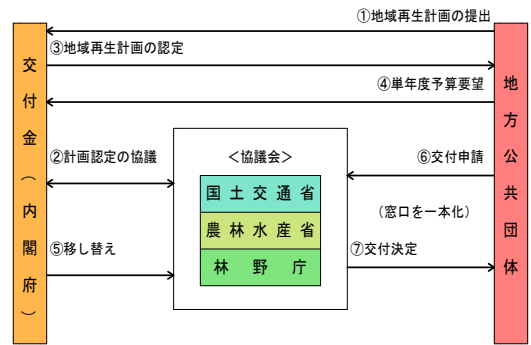 ①地域再生計画の提出
③地域再生計画の認定
④単年度予算要望
交付金（内閣府）
地方公共団体
②計画認定の協議
＜協議会＞
⑥交付申請
国土交通省
農林水産省
林野庁
（窓口を一本化）
⑤移し替え
⑦交付決定